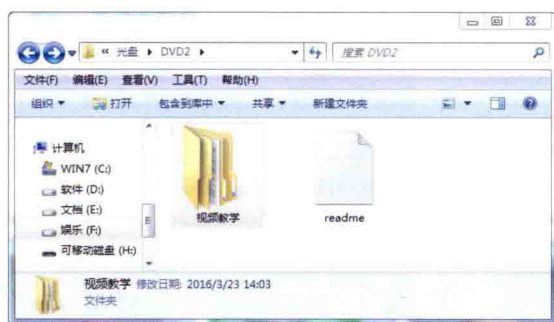 « 光盘 ▸ DVD2 ▸
搜索 DVD2
文件(F) 编辑(E) 查看(V) 工具(T) 帮助(H)
组织 ▾ 打开 包含到库中 ▾ 共享 ▾ 新建文件夹
计算机
WIN7 (C:)
软件 (D:)
文档 (E:)
娱乐 (F:)
可移动磁盘 (H:)
视频教学
readme
视频教学 修改日期: 2016/3/23 14:03
文件夹